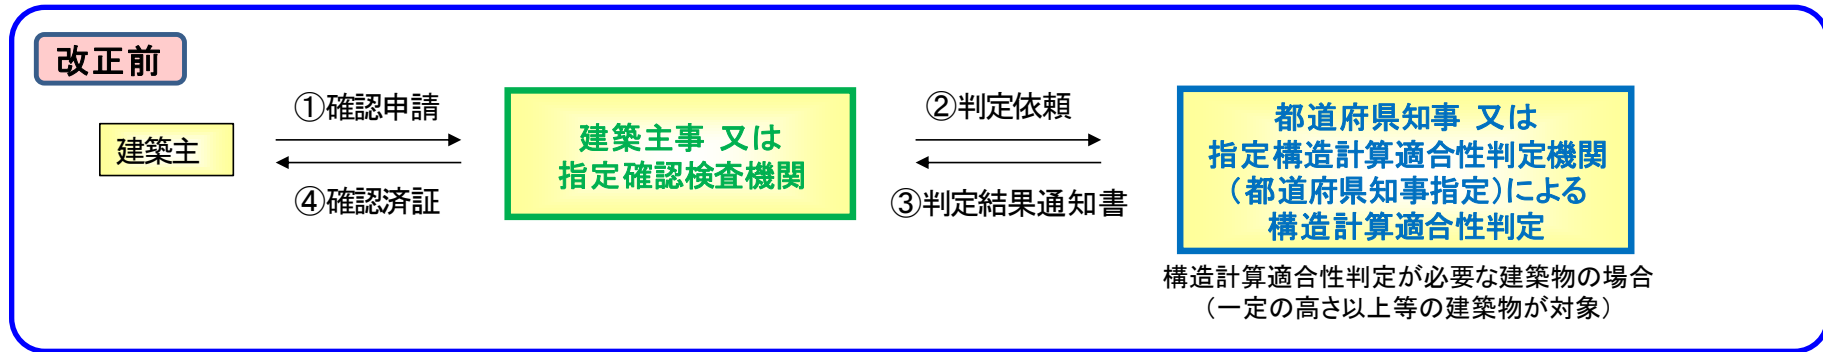 改正前
建築主
①確認申請
④確認済証
建築主事 又は
指定確認検査機関
②判定依頼
③判定結果通知書
都道府県知事 又は
指定構造計算適合性判定機関
（都道府県知事指定）による
構造計算適合性判定
構造計算適合性判定が必要な建築物の場合
（一定の高さ以上等の建築物が対象）